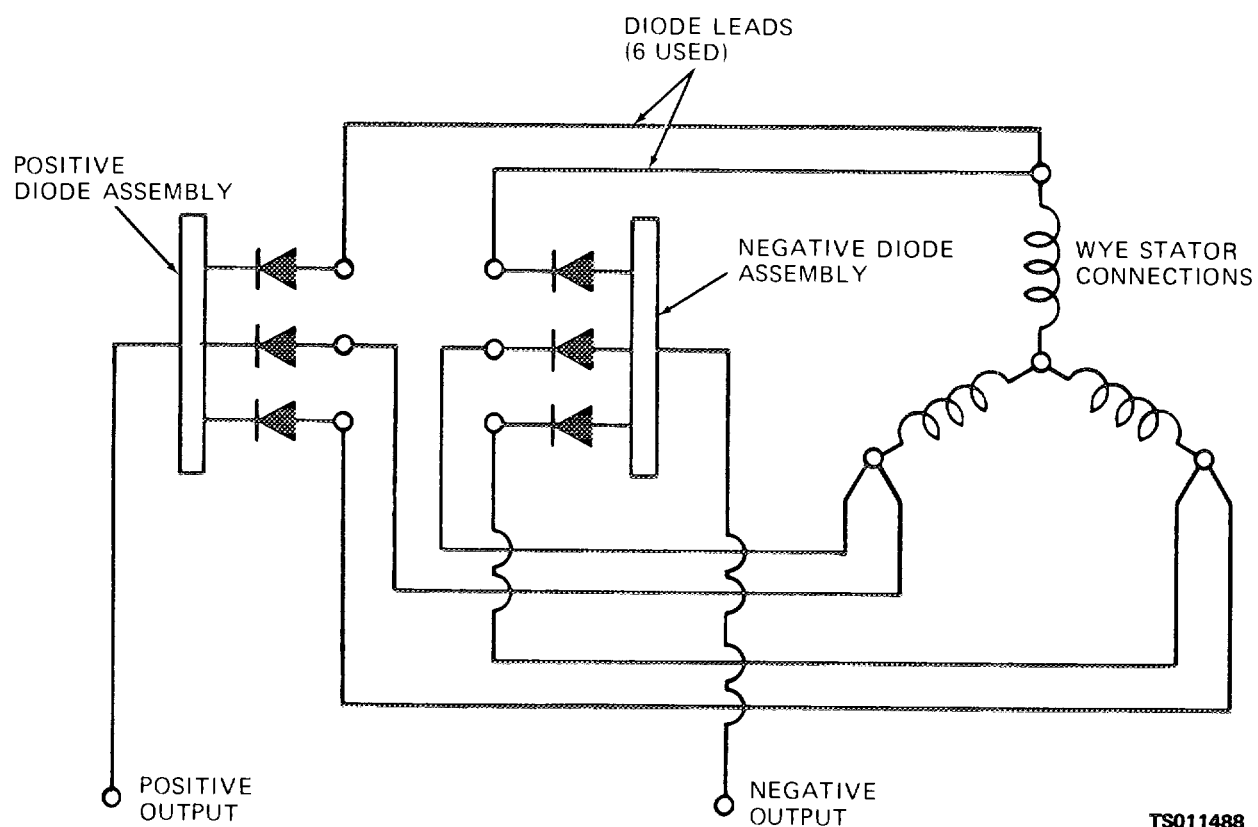 DIODE LEADS
(6 USED)
POSITIVE
DIODE ASSEMBLY
NEGATIVE DIODE
ASSEMBLY
WYE STATOR
CONNECTIONS
POSITIVE
OUTPUT
NEGATIVE
OUTPUT
TS011488